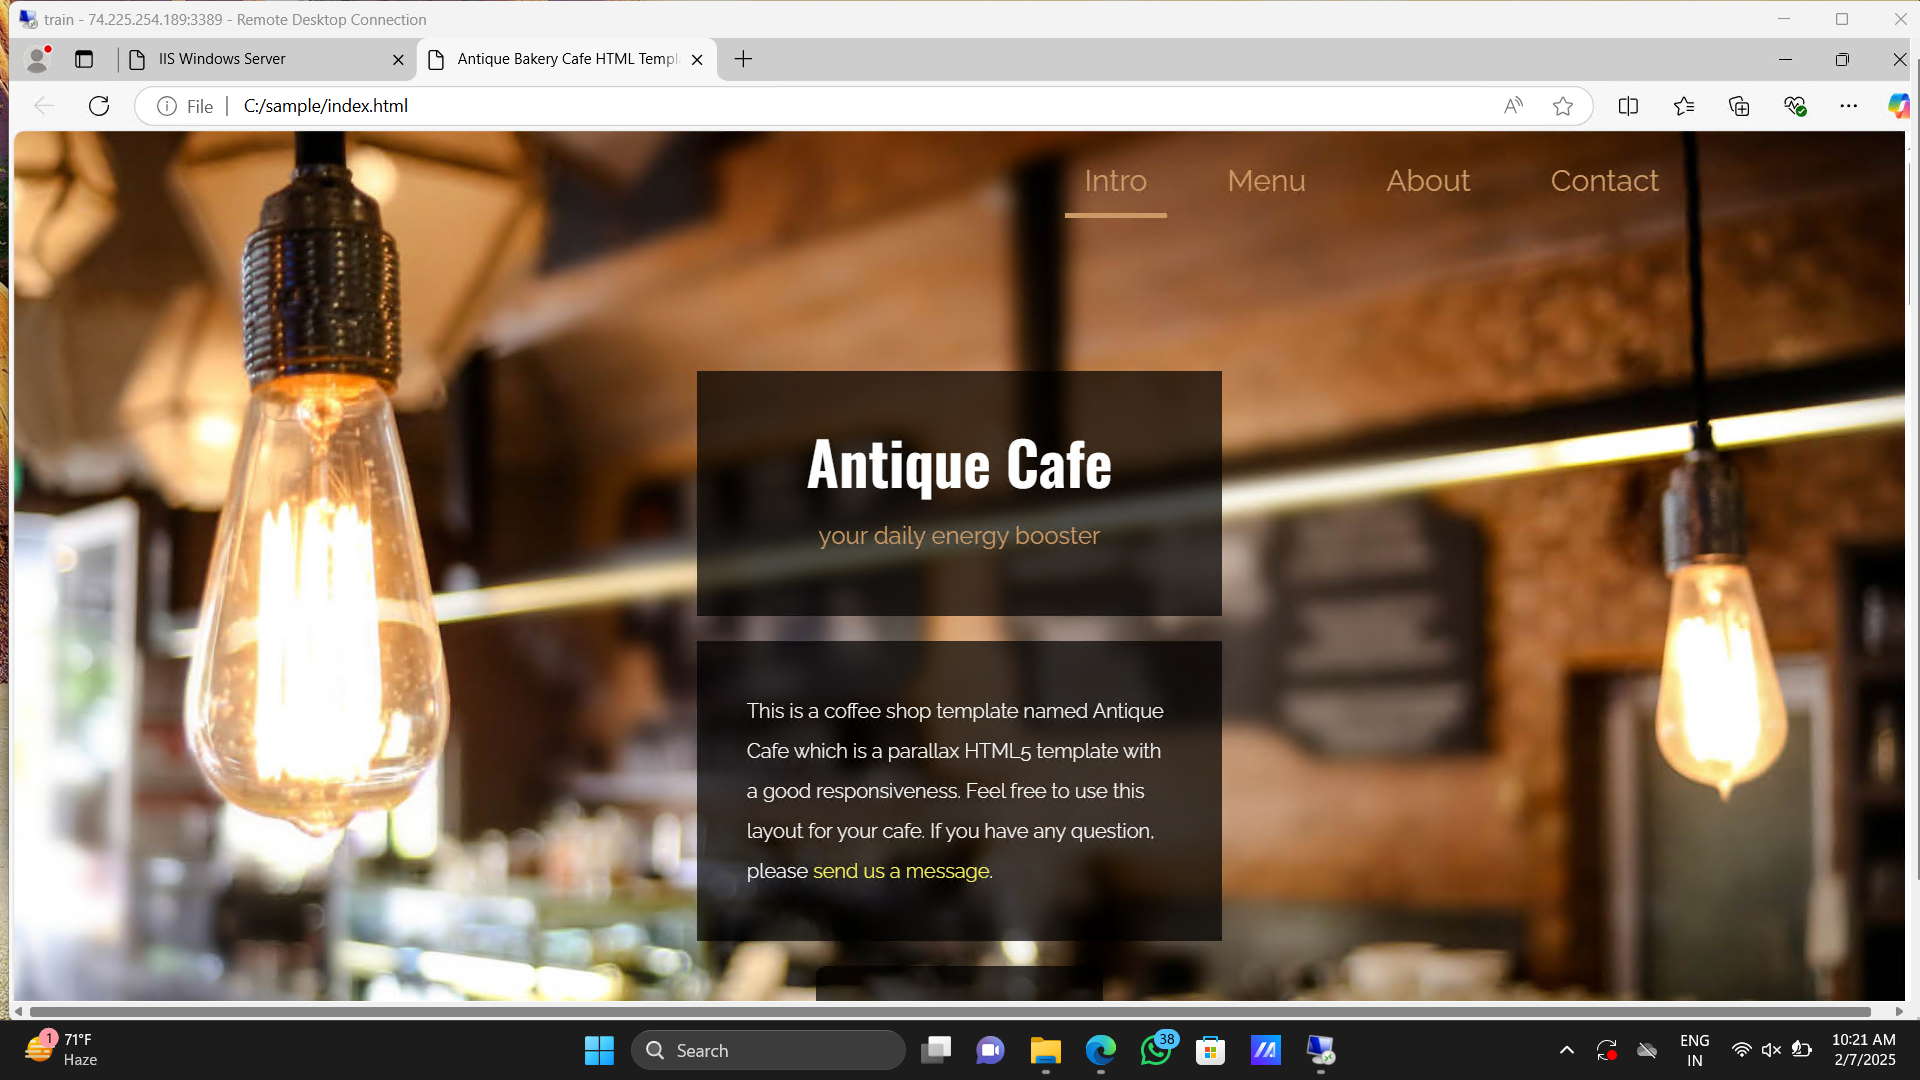 train - 74.225.254.189:3389 - Remote Desktop Connection
IIS Windows Server
Antique Bakery Cafe HTML Templ
File
C:/sample/index.html
Intro
Menu
About
Contact
Antique Cafe
your daily energy booster
This is a coffee shop template named Antique
Cafe which is a parallax HTML5 template with
a good responsiveness. Feel free to use this
layout for your cafe. If you have any question,
please send us a message.
1
71°F
Haze
Search
38
ENG
IN
10:21 AM
2/7/2025